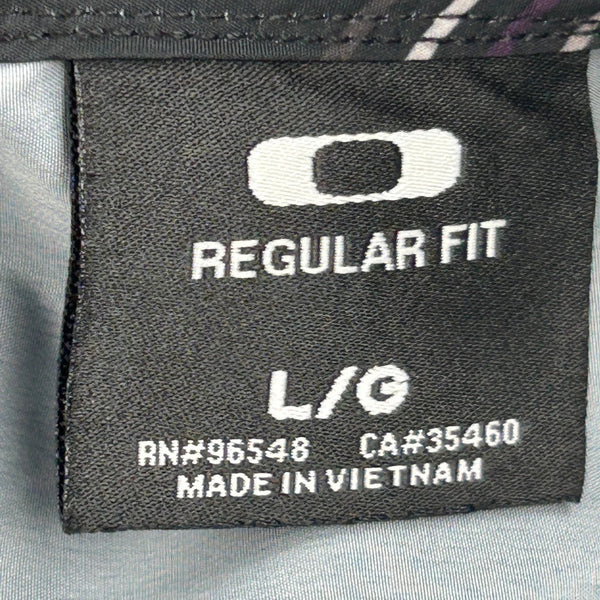 REGULAR FIT
L/G
RN#96548 CA#35460
MADE IN VIETNAM